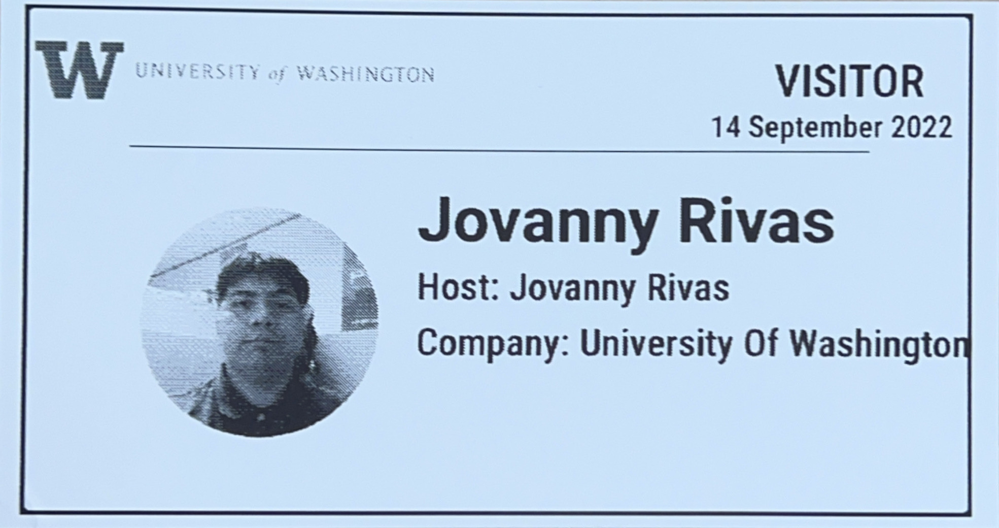 W UNIVERSITY of WASHINGTON
VISITOR
14 September 2022
Jovanny Rivas
Host: Jovanny Rivas
Company: University Of Washington